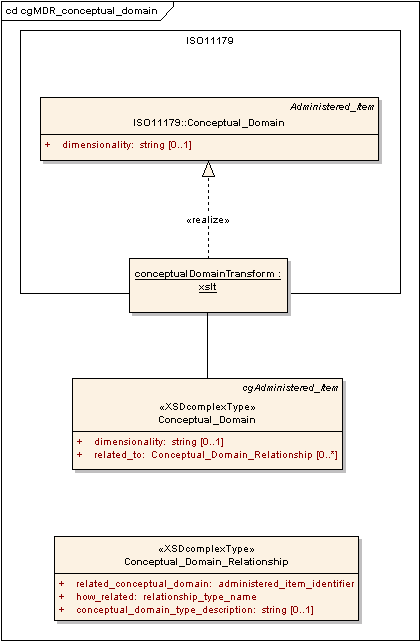 cd cgMDR_conceptual_domain
ISO11179
Administered_Item
ISO11179::Conceptual_Domain
+ dimensionality: string [0..1]
«realize»
conceptualDomainTransform :
xslt
cgAdministered_Item
«XSDcomplexType»
Conceptual_Domain
+ dimensionality: string [0..1]
+ related_to: Conceptual_Domain_Relationship [0..*]
«XSDcomplexType»
Conceptual_Domain_Relationship
+ related_conceptual_domain: administered_item_identifier
+ how_related: relationship_type_name
+ conceptual_domain_type_description: string [0..1]